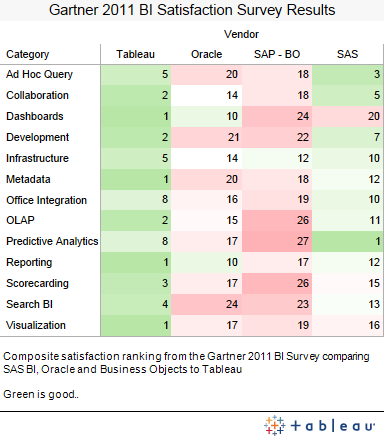 Gartner 2011 BI Satisfaction Survey Results
Vendor
Category Tableau Oracle SAP - BO SAS
Ad Hoc Query 5 20 18 3
Collaboration 2 14 18 5
Dashboards 1 10 24 20
Development 2 21 22 7
Infrastructure 5 14 12 10
Metadata 1 20 18 12
Office Integration 8 16 19 10
OLAP 2 15 26 11
Predictive Analytics 8 17 27 1
Reporting 1 10 17 12
Scorecarding 3 17 26 15
Search BI 4 24 23 13
Visualization 1 17 19 16
Composite satisfaction ranking from the Gartner 2011 BI Survey comparing
SAS BI, Oracle and Business Objects to Tableau
Green is good..
+ableau